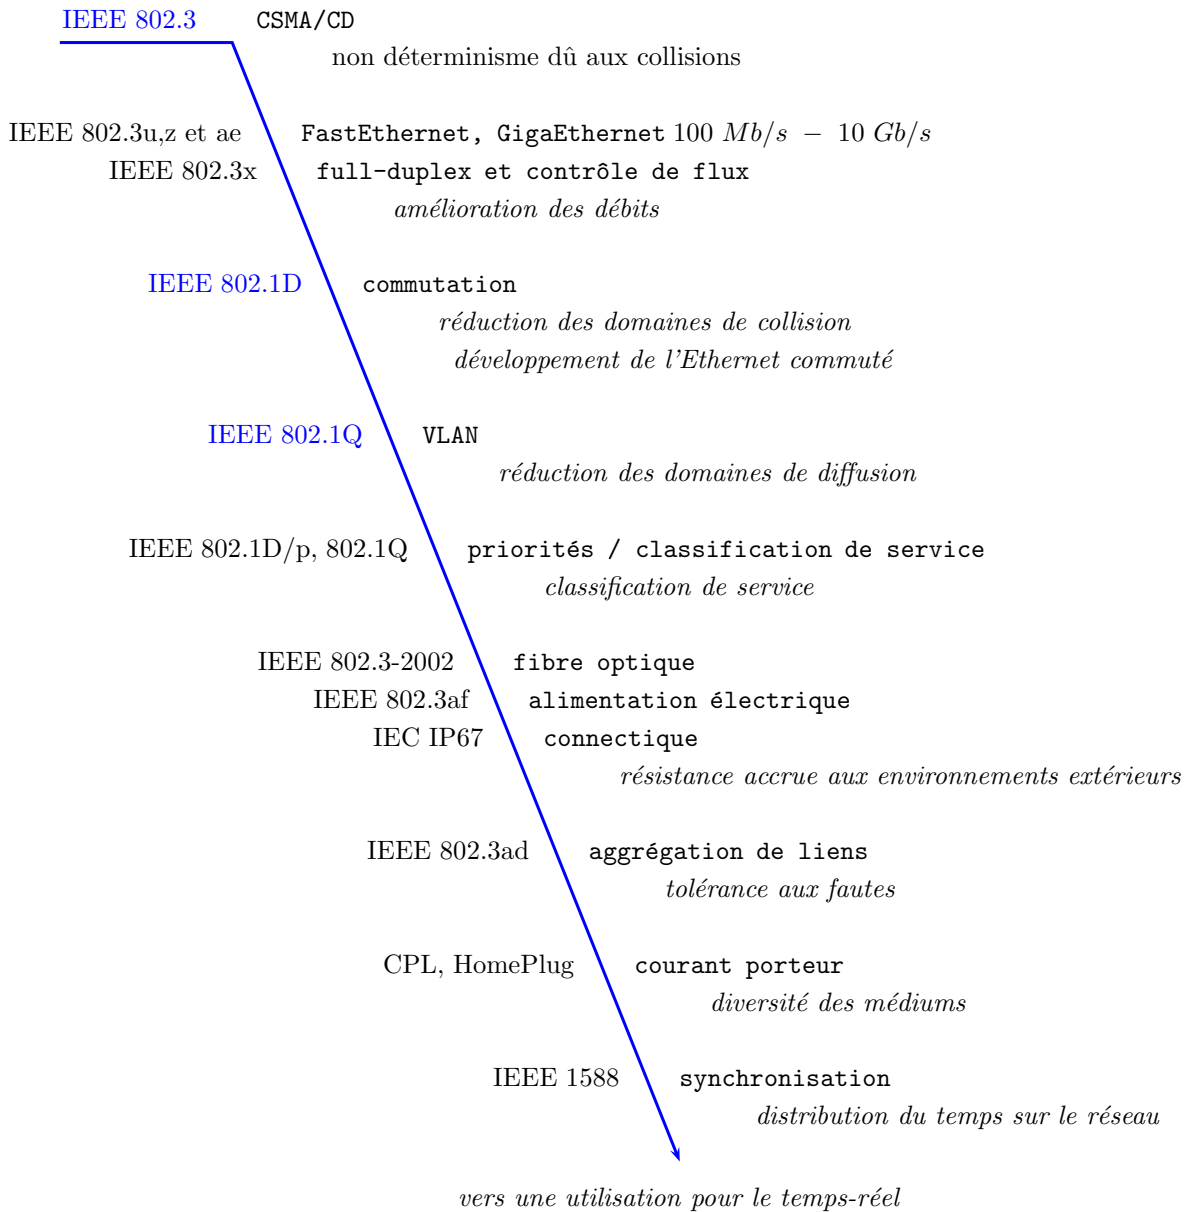 IEEE 802.3 CSMA/CD
non déterminisme dû aux collisions
IEEE 802.3u,z et ae FastEthernet, GigaEthernet 100 Mb/s − 10 Gb/s
IEEE 802.3x full-duplex et contrôle de flux
amélioration des débits
IEEE 802.1D commutation
réduction des domaines de collision
développement de l'Ethernet commuté
IEEE 802.1Q VLAN
réduction des domaines de diffusion
IEEE 802.1D/p, 802.1Q priorités / classification de service
classification de service
IEEE 802.3-2002 fibre optique
IEEE 802.3af alimentation électrique
IEC IP67 connectique
résistance accrue aux environnements extérieurs
IEEE 802.3ad aggrégation de liens
tolérance aux fautes
CPL, HomePlug courant porteur
diversité des médiums
IEEE 1588 synchronisation
distribution du temps sur le réseau
vers une utilisation pour le temps-réel